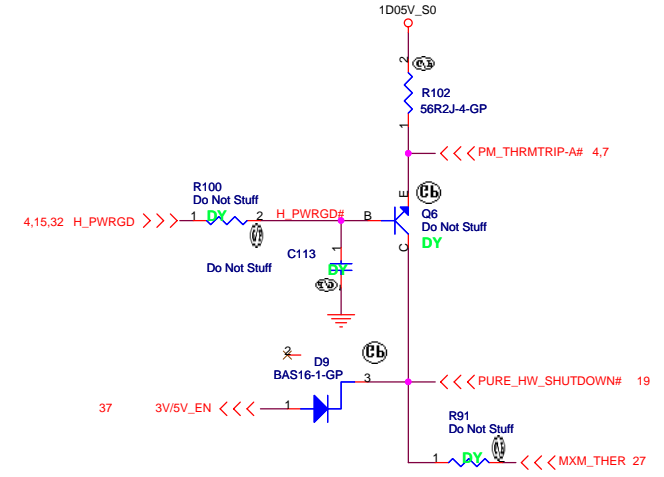 1D05V_S0
2
R102
56R2J-4-GP
1
PM_THRMTRIP-A# 4,7
R100
Do Not Stuff
E
4,15,32 H_PWRGD 1 DY 2 H_PWRGD# B
Q6
Do Not Stuff
DY
C
1
C113
Do Not Stuff
DY
2
D9
BAS16-1-GP
3
PURE_HW_SHUTDOWN# 19
37 3V/5V_EN 1
R91
Do Not Stuff
1 DY
MXM_THER 27